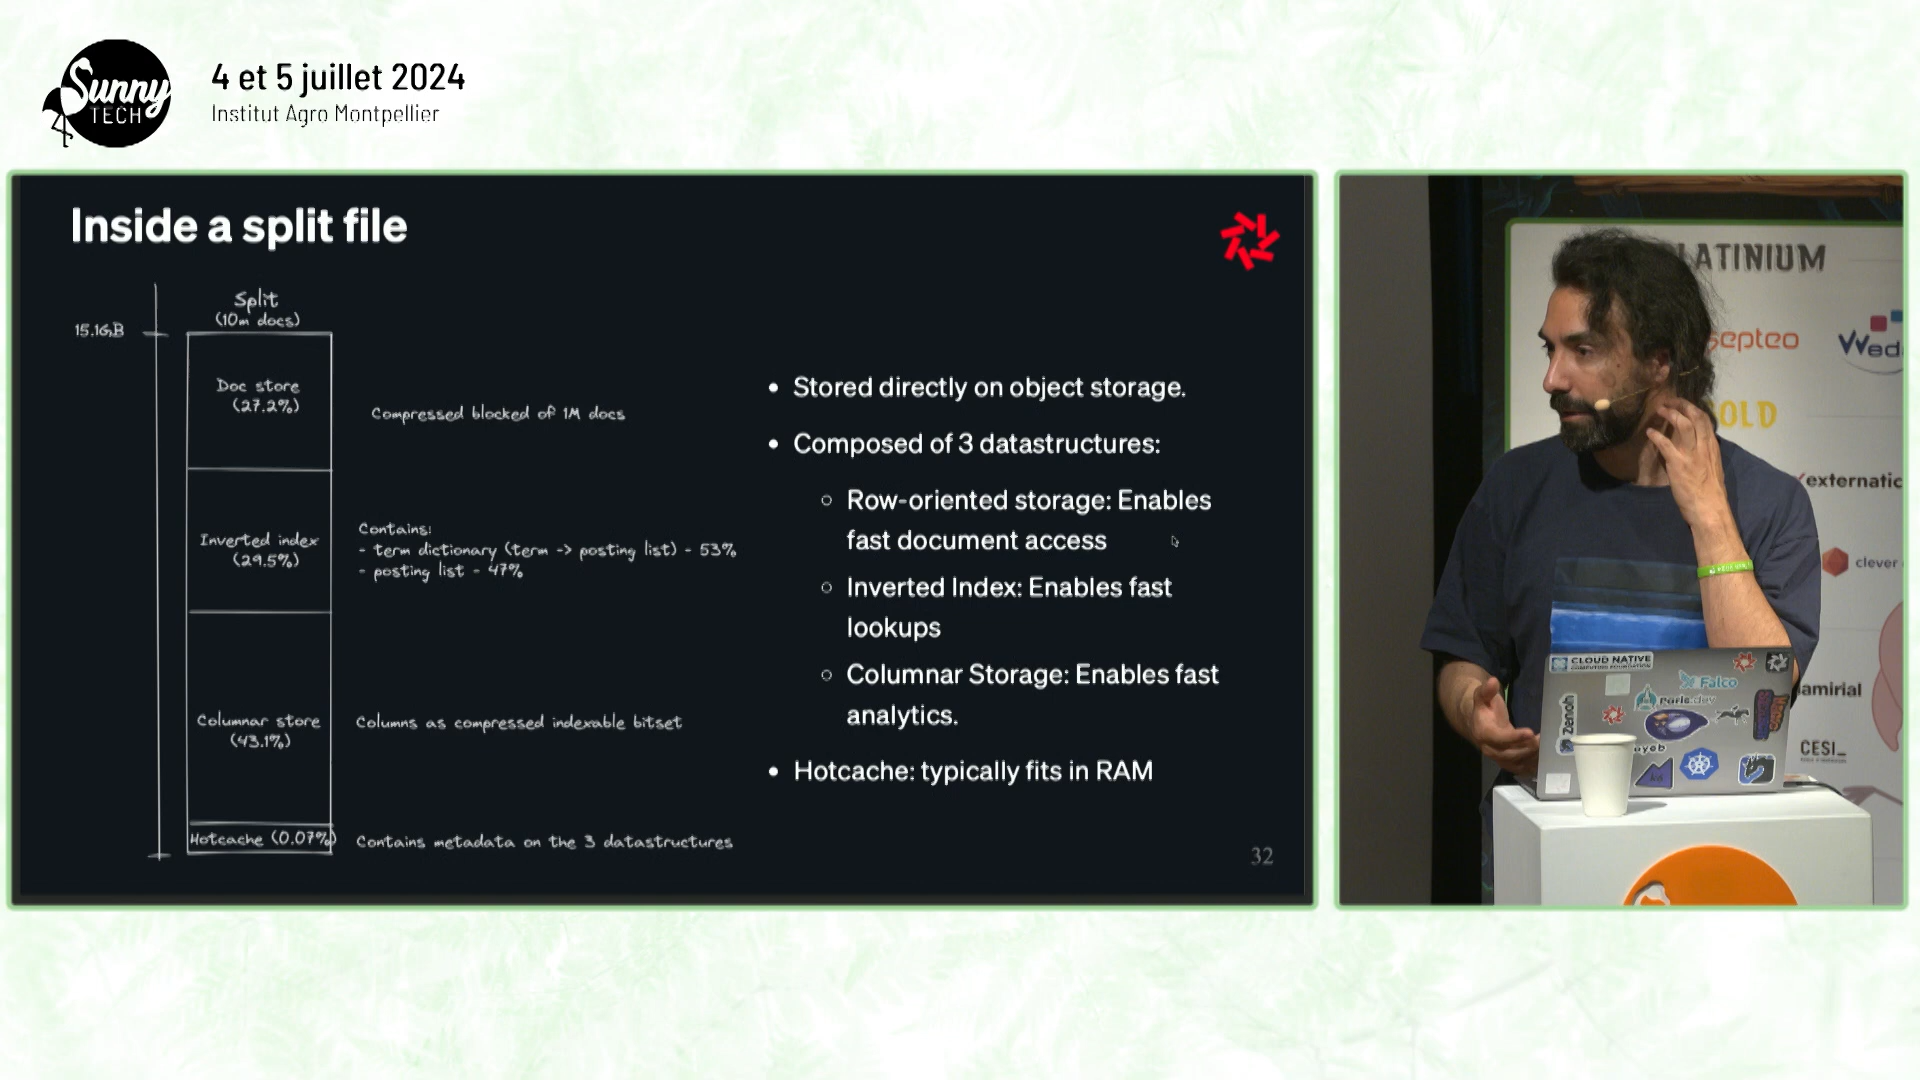 Sunny
TECH
4 et 5 juillet 2024
Institut Agro Montpellier
Inside a split file
Split
(10m docs)
15.1GB
Doc store
(27.2%)
Compressed blocked of 1M docs
Inverted index
(29.5%)
Contains:
- term dictionary (term -> posting list) - 53%
- posting list - 47%
Columnar store
(43.1%)
Columns as compressed indexable bitset
Hotcache (0.07%)
Contains metadata on the 3 datastructures
• Stored directly on object storage.
• Composed of 3 datastructures:
○ Row-oriented storage: Enables
fast document access
○ Inverted Index: Enables fast
lookups
○ Columnar Storage: Enables fast
analytics.
• Hotcache: typically fits in RAM
32
LATINIUM
septeo
Wed
OLD
externatic
clever
amirial
CESI_
CLOUD NATIVE
COMPUTING FOUNDATION
Falco
Paris.dev
Zenoh